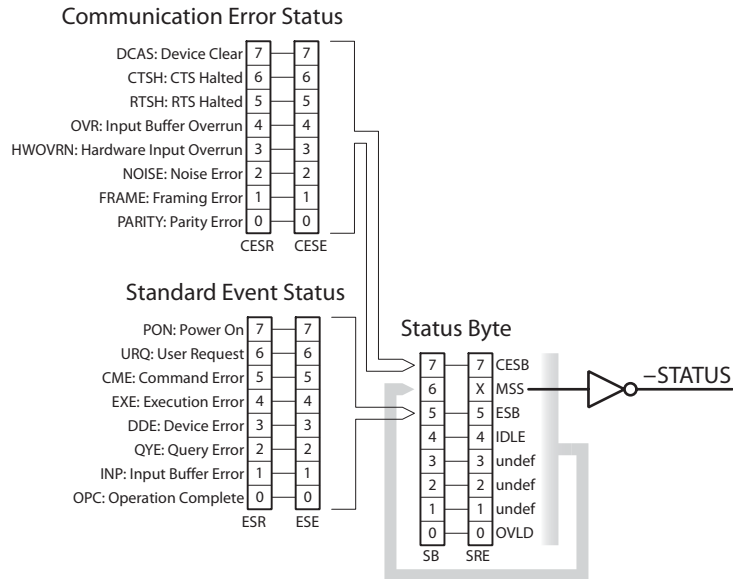 Communication Error Status
DCAS: Device Clear 7 7
CTSH: CTS Halted 6 6
RTSH: RTS Halted 5 5
OVR: Input Buffer Overrun 4 4
HWOVRN: Hardware Input Overrun 3 3
NOISE: Noise Error 2 2
FRAME: Framing Error 1 1
PARITY: Parity Error 0 0
CESR CESE
Standard Event Status
PON: Power On 7 7
URQ: User Request 6 6
CME: Command Error 5 5
EXE: Execution Error 4 4
DDE: Device Error 3 3
QYE: Query Error 2 2
INP: Input Buffer Error 1 1
OPC: Operation Complete 0 0
ESR ESE
Status Byte
7 7 CESB
6 X MSS
5 5 ESB
4 4 IDLE
3 3 undef
2 2 undef
1 1 undef
0 0 OVLD
SB SRE
–STATUS